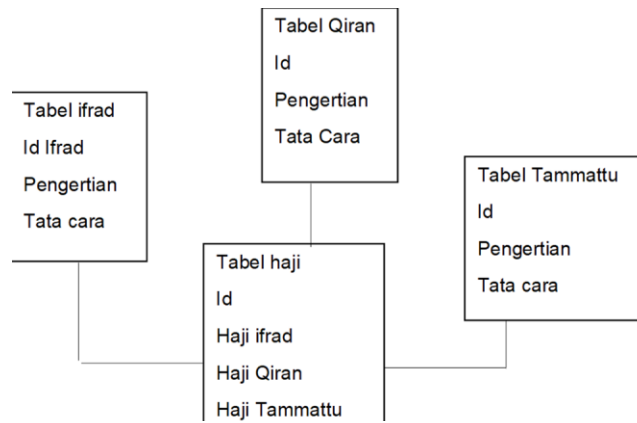 Tabel Qiran
Id
Pengertian
Tata Cara
Tabel ifrad
Id Ifrad
Pengertian
Tata cara
Tabel Tammattu
Id
Pengertian
Tata cara
Tabel haji
Id
Haji ifrad
Haji Qiran
Haji Tammattu